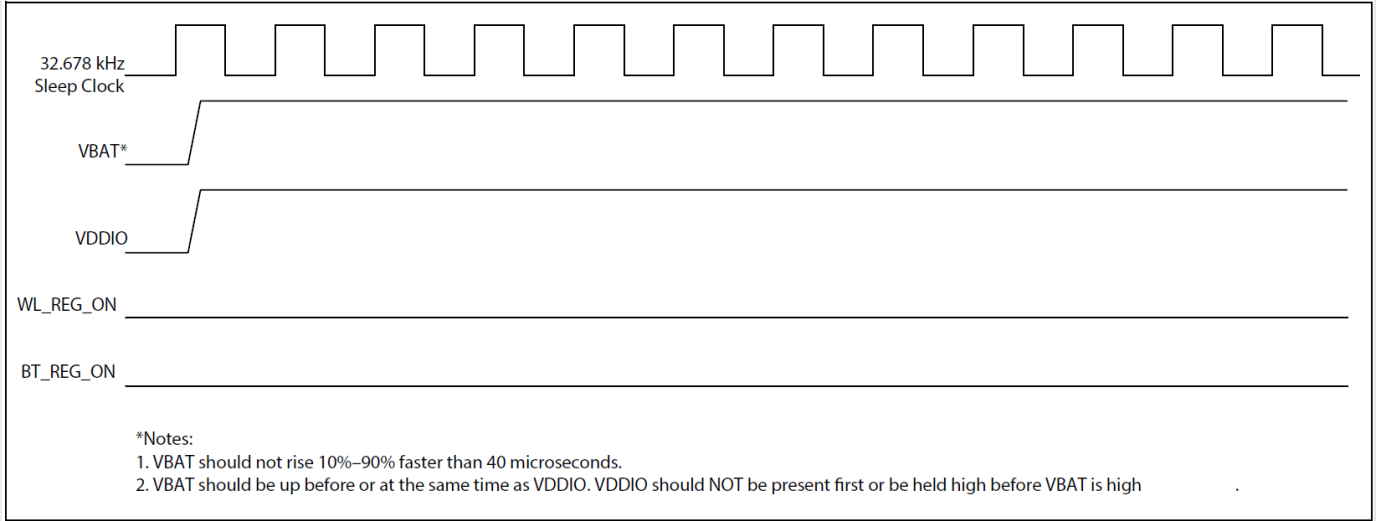 32.678 kHz
Sleep Clock
VBAT*
VDDIO
WL_REG_ON
BT_REG_ON
*Notes:
1. VBAT should not rise 10%–90% faster than 40 microseconds.
2. VBAT should be up before or at the same time as VDDIO. VDDIO should NOT be present first or be held high before VBAT is high .